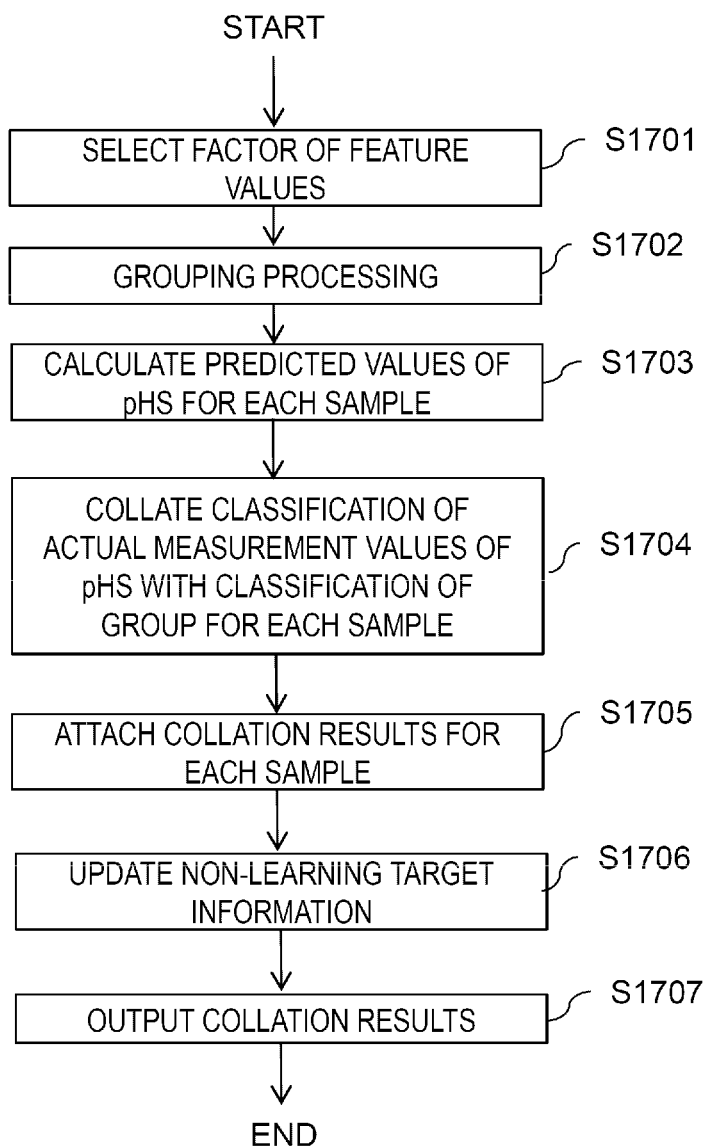 START
SELECT FACTOR OF FEATURE
VALUES
S1701
GROUPING PROCESSING
S1702
CALCULATE PREDICTED VALUES OF
pHS FOR EACH SAMPLE
S1703
COLLATE CLASSIFICATION OF
ACTUAL MEASUREMENT VALUES OF
pHS WITH CLASSIFICATION OF
GROUP FOR EACH SAMPLE
S1704
ATTACH COLLATION RESULTS FOR
EACH SAMPLE
S1705
UPDATE NON-LEARNING TARGET
INFORMATION
S1706
OUTPUT COLLATION RESULTS
S1707
END